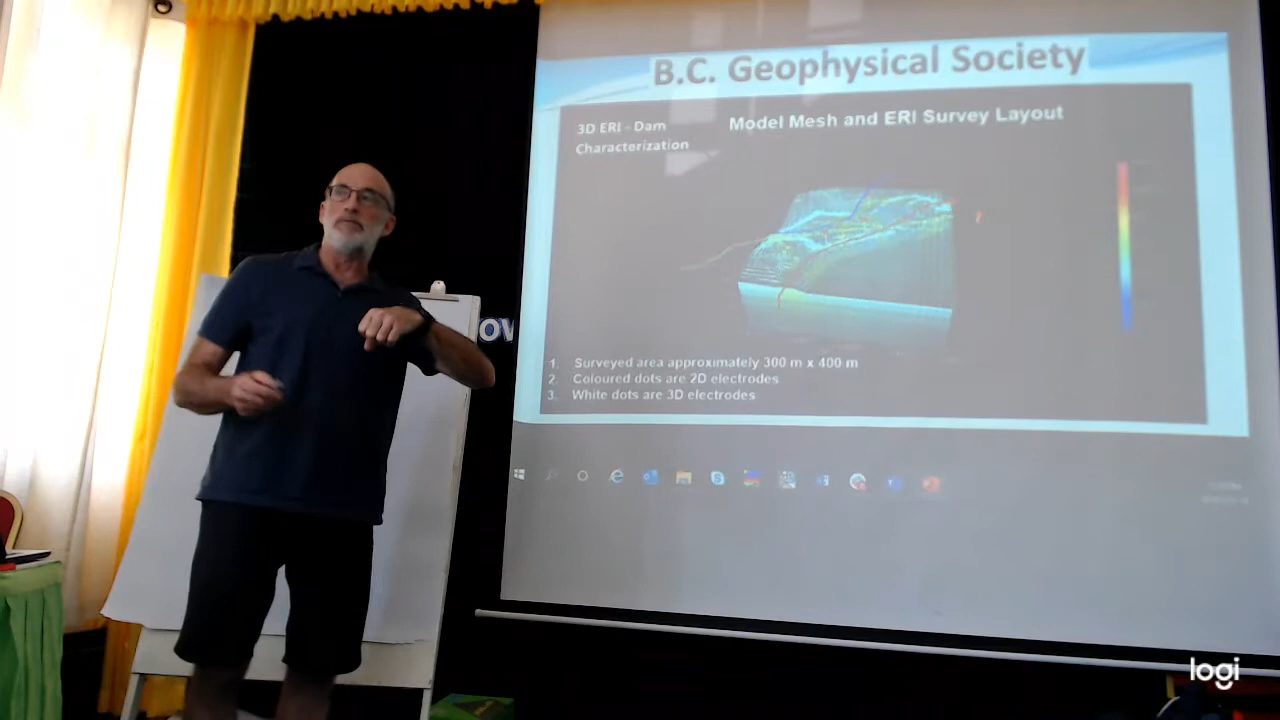 B.C. Geophysical Society
3D ERI - Dam
Characterization
Model Mesh and ERI Survey Layout
1. Surveyed area approximately 300 m x 400 m
2. Coloured dots are 2D electrodes
3. White dots are 3D electrodes
logi